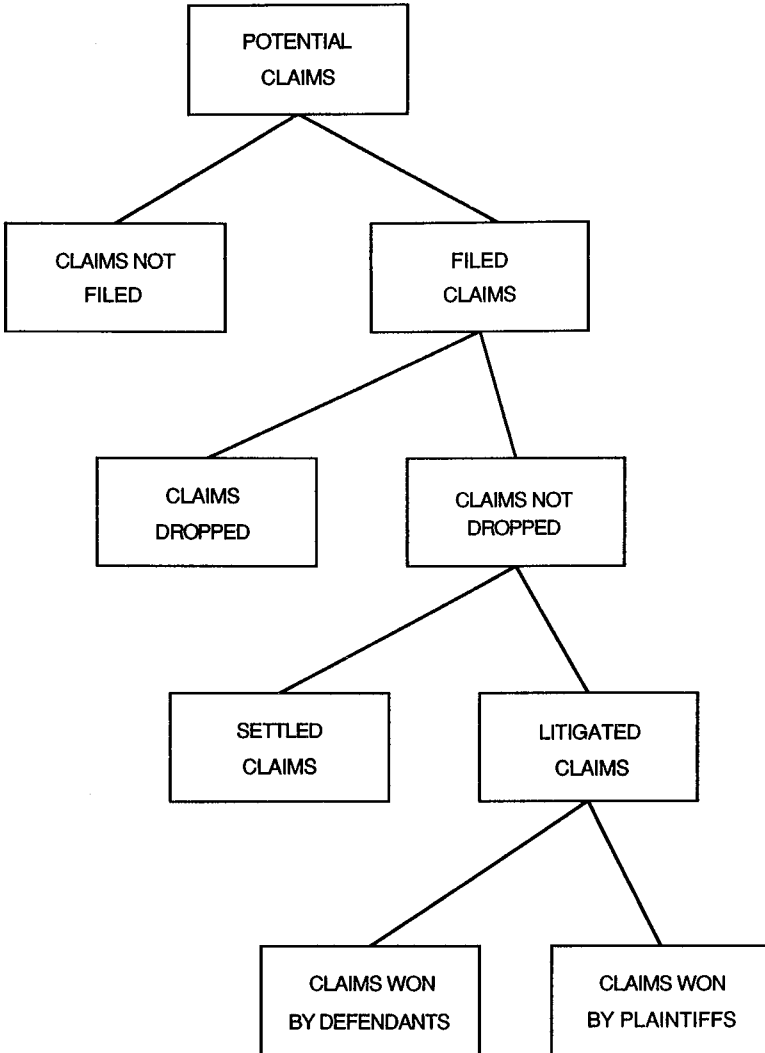 POTENTIAL
CLAIMS
CLAIMS NOT
FILED
FILED
CLAIMS
CLAIMS
DROPPED
CLAIMS NOT
DROPPED
SETTLED
CLAIMS
LITIGATED
CLAIMS
CLAIMS WON
BY DEFENDANTS
CLAIMS WON
BY PLAINTIFFS